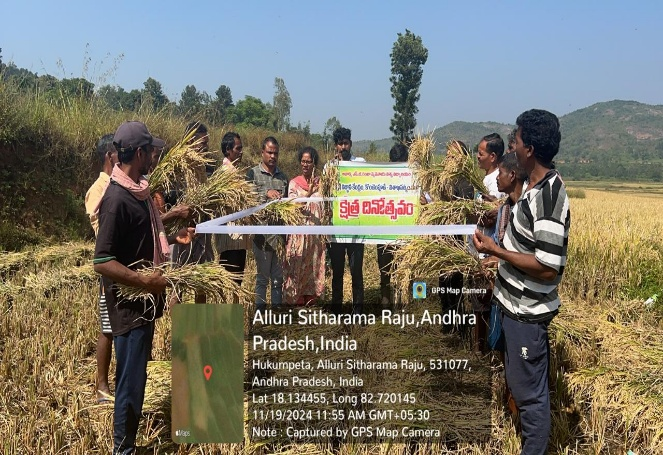 క్షేత్ర దినోత్సవం
GPS Map Camera
Alluri Sitharama Raju,Andhra
Pradesh,India
Hukumpeta, Alluri Sitharama Raju, 531077,
Andhra Pradesh, India
Lat 18.134455, Long 82.720145
11/19/2024 11:55 AM GMT+05:30
Note : Captured by GPS Map Camera